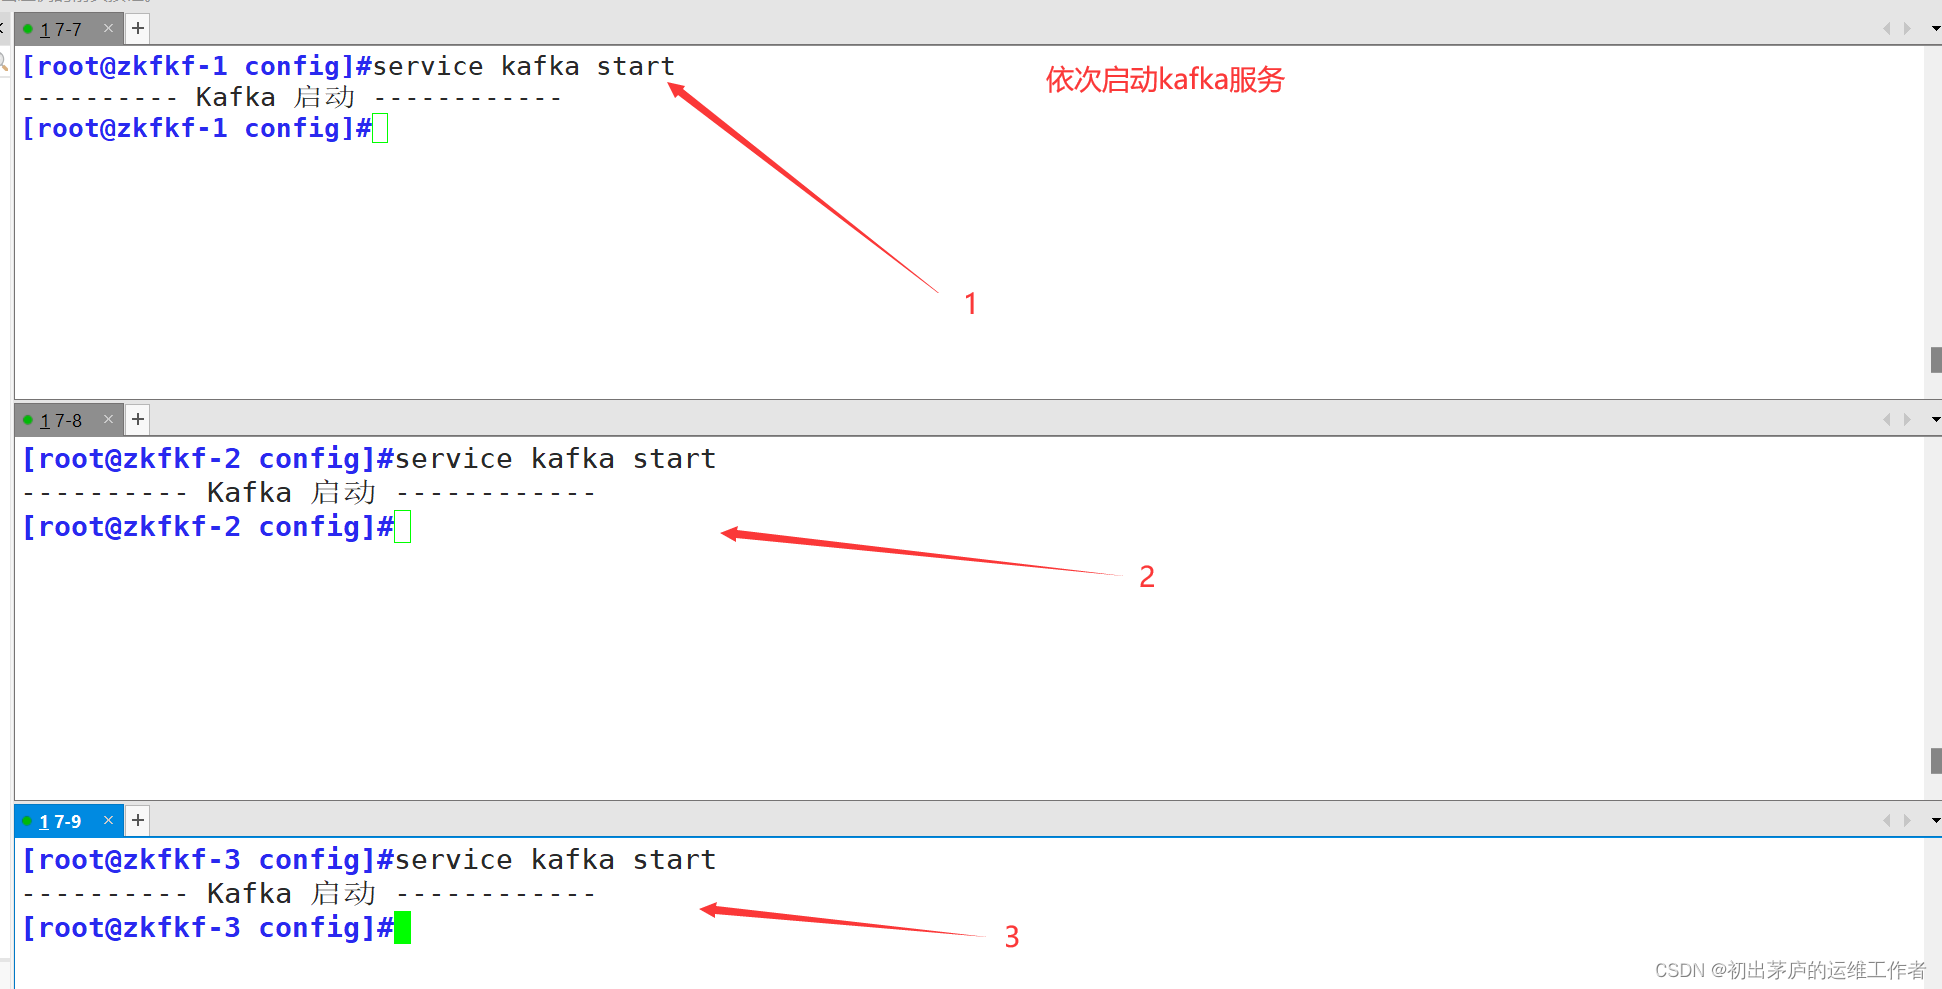 1 7-7
[root@zkfkf-1 config]#service kafka start
---------- Kafka 启动 ------------
[root@zkfkf-1 config]#
依次启动kafka服务
1
1 7-8
[root@zkfkf-2 config]#service kafka start
---------- Kafka 启动 ------------
[root@zkfkf-2 config]#
2
1 7-9
[root@zkfkf-3 config]#service kafka start
---------- Kafka 启动 ------------
[root@zkfkf-3 config]#
3
CSDN @初出茅庐的运维工作者